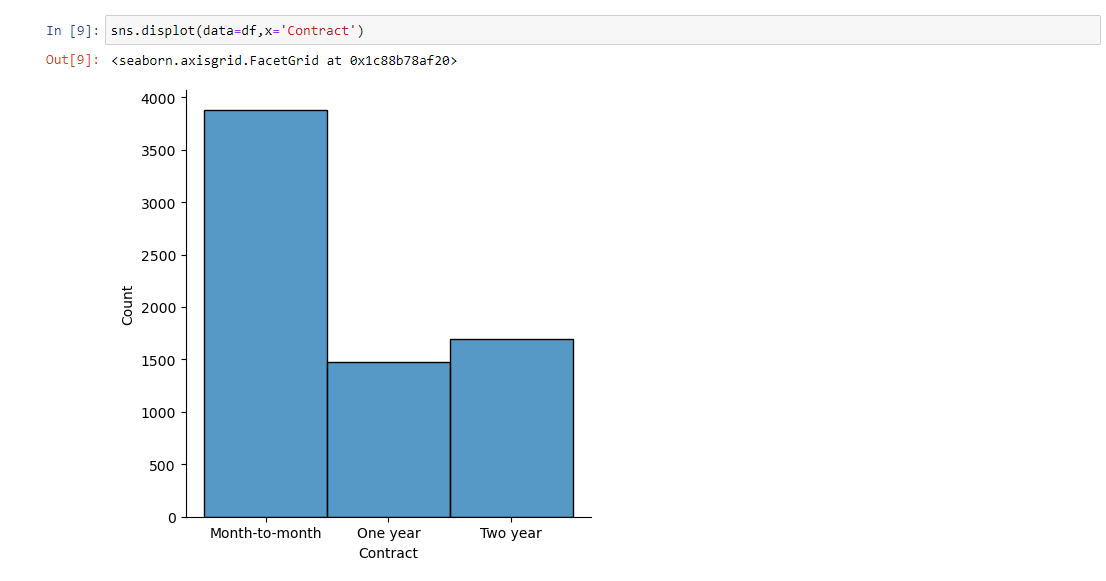 In [9]: sns.displot(data=df,x='Contract')
Out[9]: <seaborn.axisgrid.FacetGrid at 0x1c88b78af20>
4000
3500
3000
2500
2000
1500
1000
500
0
Count
Month-to-month One year Two year
Contract